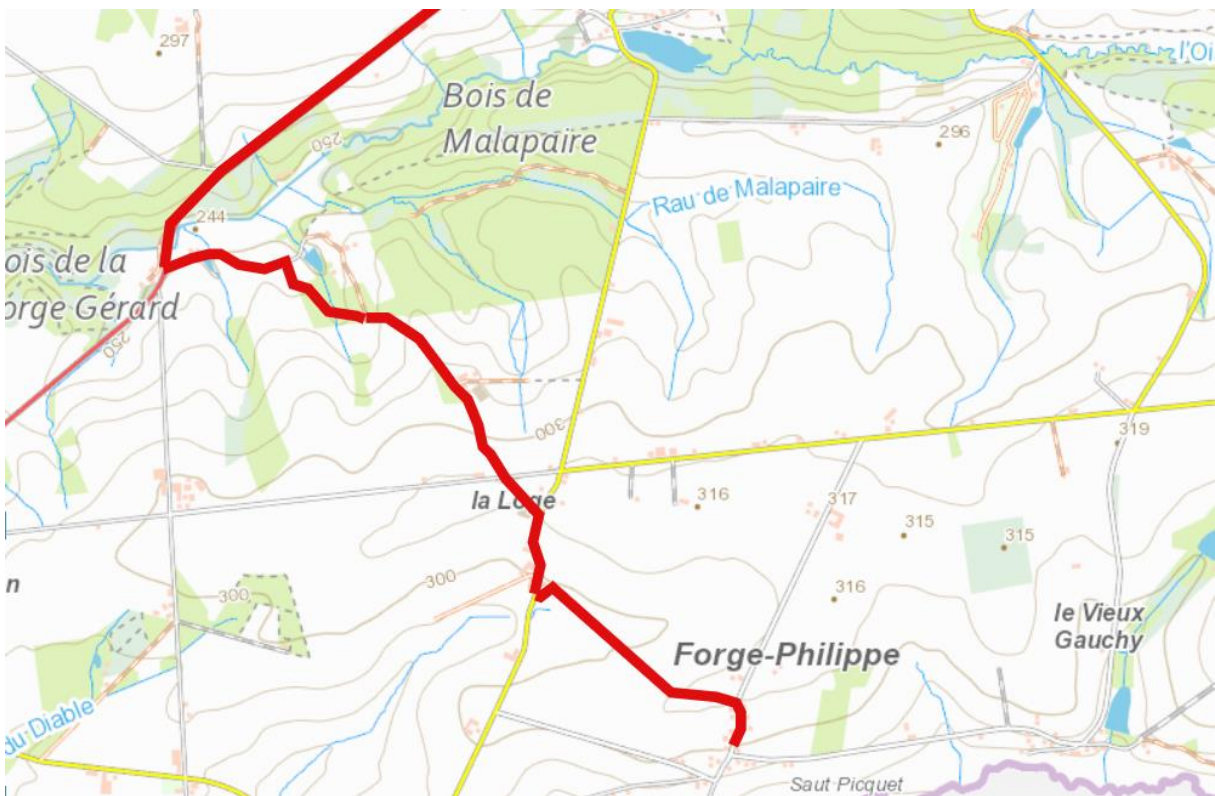 297
Bois de
Malapaire
250
l'Oi
296
Rau de Malapaire
244
ois de la
orge Gérard
250
300
319
la Loge
316
317
315
315
300
300
316
n
le Vieux
Gauchy
Forge-Philippe
du Diable
Saut Picquet